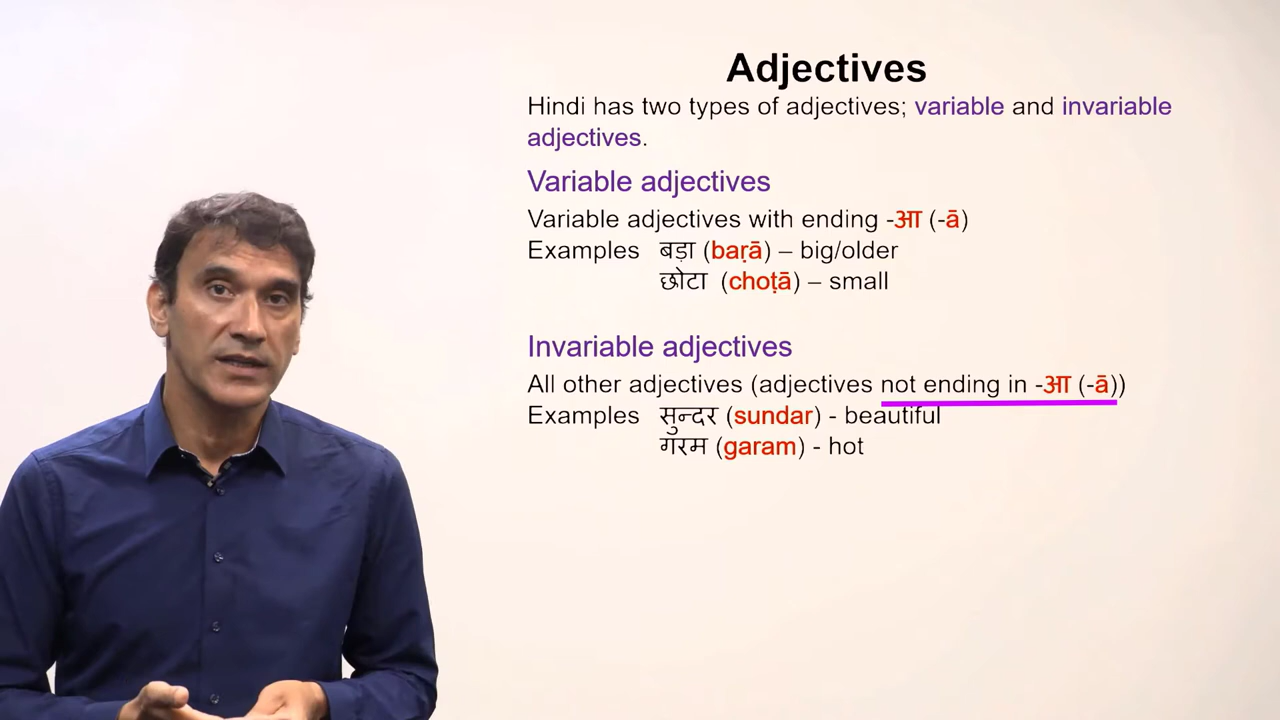 Adjectives
Hindi has two types of adjectives; variable and invariable
adjectives.
Variable adjectives
Variable adjectives with ending -आ (-ā)
Examples बड़ा (baṛā) – big/older
छोटा (choṭā) – small
Invariable adjectives
All other adjectives (adjectives not ending in -आ (-ā))
Examples सुन्दर (sundar) - beautiful
गरम (garam) - hot